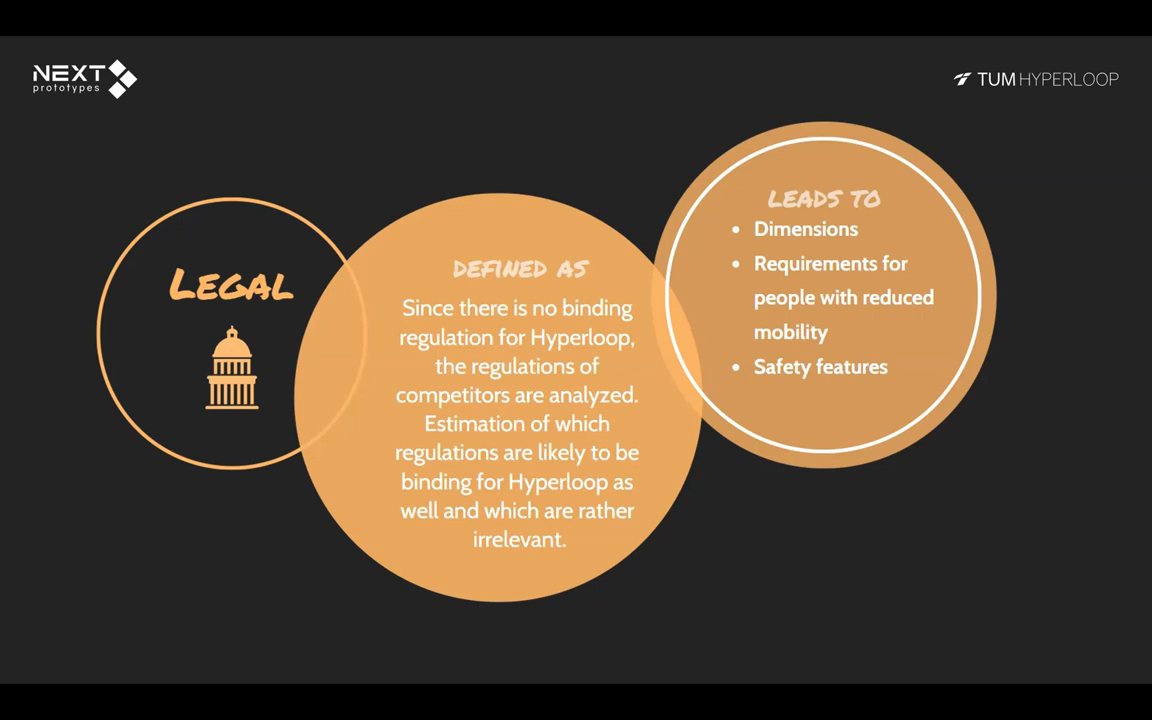 NEXT
prototypes
TUM HYPERLOOP
LEGAL
DEFINED AS
Since there is no binding
regulation for Hyperloop,
the regulations of
competitors are analyzed.
Estimation of which
regulations are likely to be
binding for Hyperloop as
well and which are rather
irrelevant.
LEADS TO
• Dimensions
• Requirements for
people with reduced
mobility
• Safety features